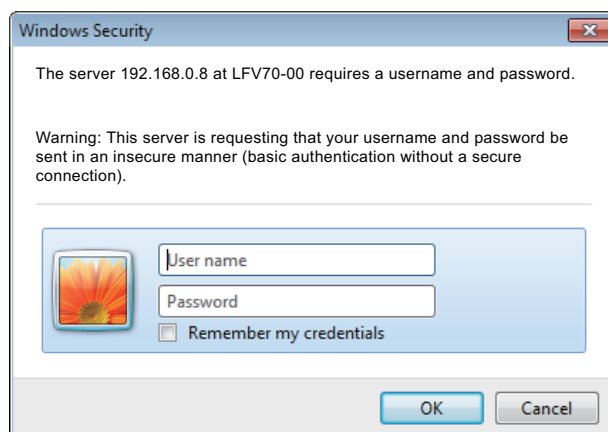 Windows Security
The server 192.168.0.8 at LFV70-00 requires a username and password.
Warning: This server is requesting that your username and password be
sent in an insecure manner (basic authentication without a secure
connection).
User name
Password
Remember my credentials
OK
Cancel